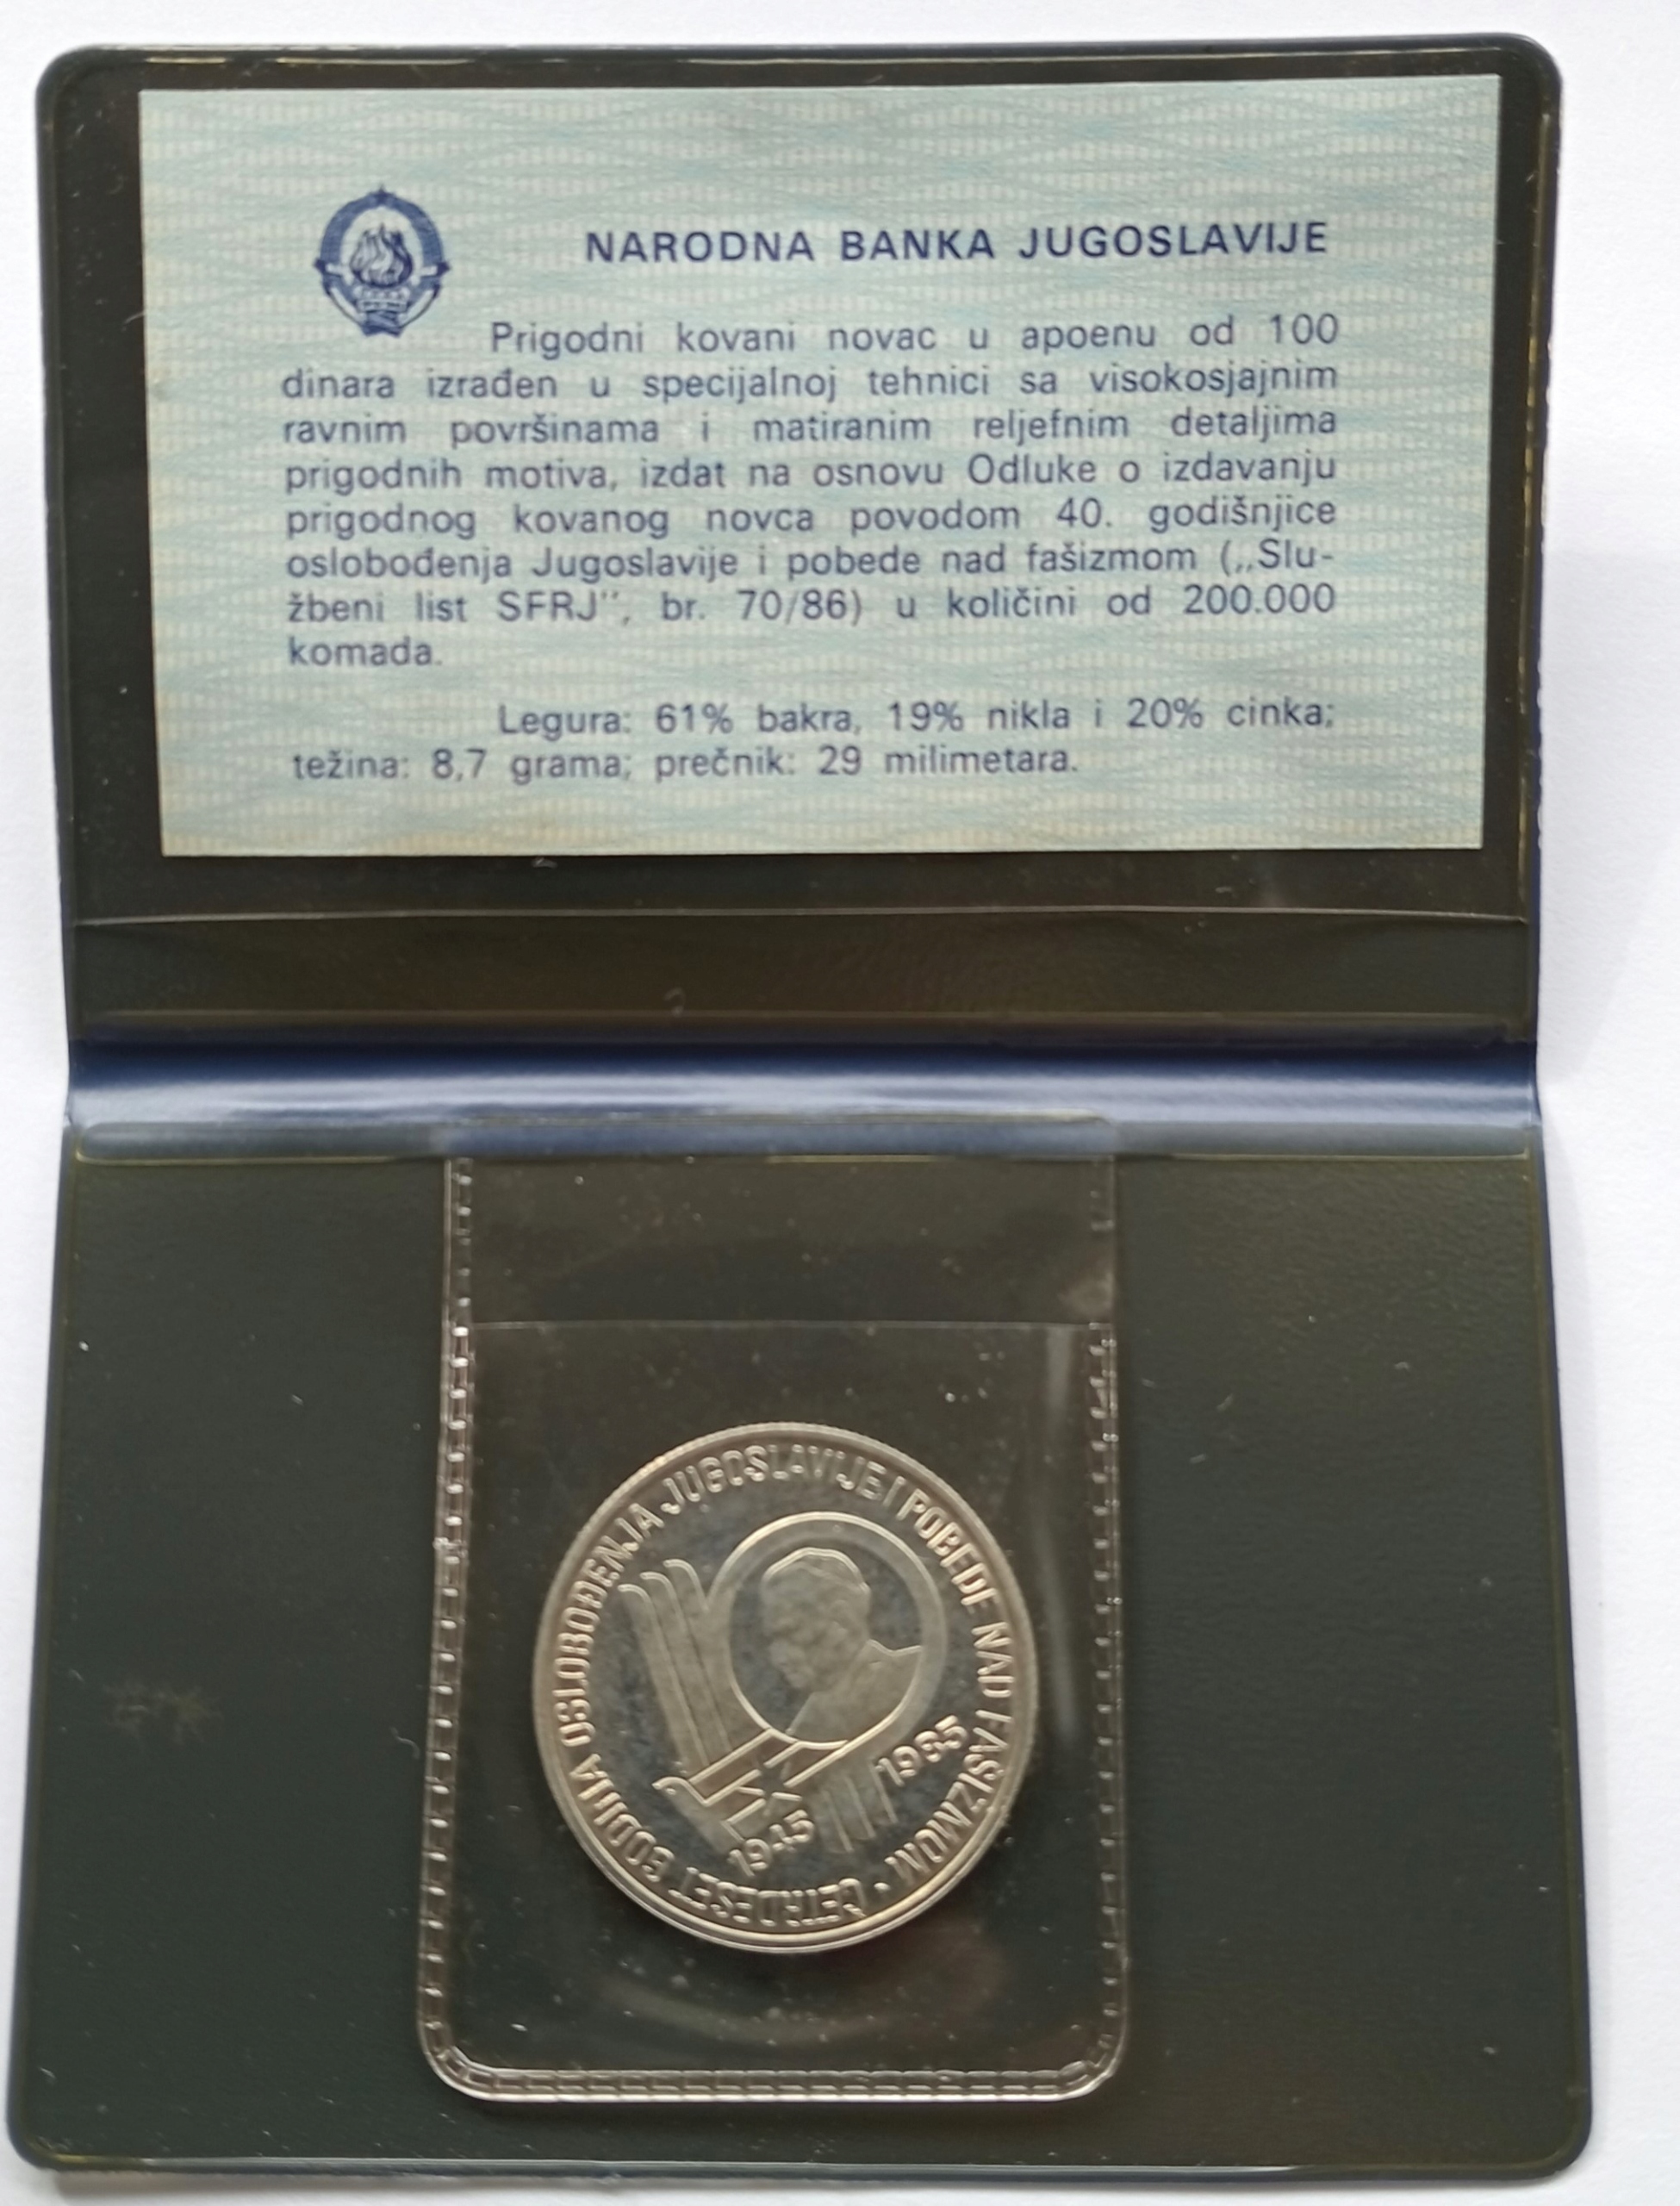 NARODNA BANKA JUGOSLAVIJE
Prigodni kovani novac u apoenu od 100
dinara izrađen u specijalnoj tehnici sa visokosjajnim
ravnim površinama i matiranim reljefnim detaljima
prigodnih motiva, izdat na osnovu Odluke o izdavanju
prigodnog kovanog novca povodom 40. godišnjice
oslobođenja Jugoslavije i pobede nad fašizmom („Slu-
žbeni list SFRJ”, br. 70/86) u količini od 200.000
komada.
Legura: 61% bakra, 19% nikla i 20% cinka;
težina: 8,7 grama; prečnik: 29 milimetara.
ČETRDESET GODINA OSLOBOĐENJA JUGOSLAVIJE I POBEDE NAD FAŠIZMOM •
1945
1985